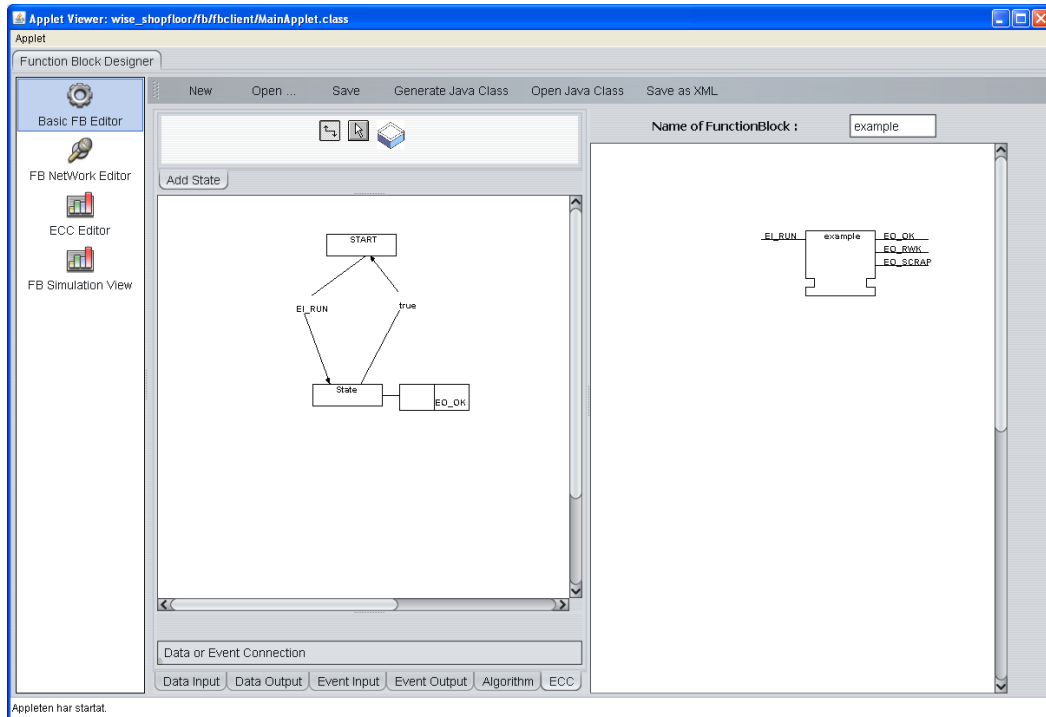 Applet Viewer: wise_shopfloor/fb/fbclient/MainApplet.class
Applet
Function Block Designer
Basic FB Editor
FB NetWork Editor
ECC Editor
FB Simulation View
New Open ... Save Generate Java Class Open Java Class Save as XML
Add State
START
EI_RUN
true
State
EO_OK
Data or Event Connection
Data Input Data Output Event Input Event Output Algorithm ECC
Name of FunctionBlock : example
EI_RUN example EO_OK
EO_RWK
EO_SCRAP
Appleten har startat.